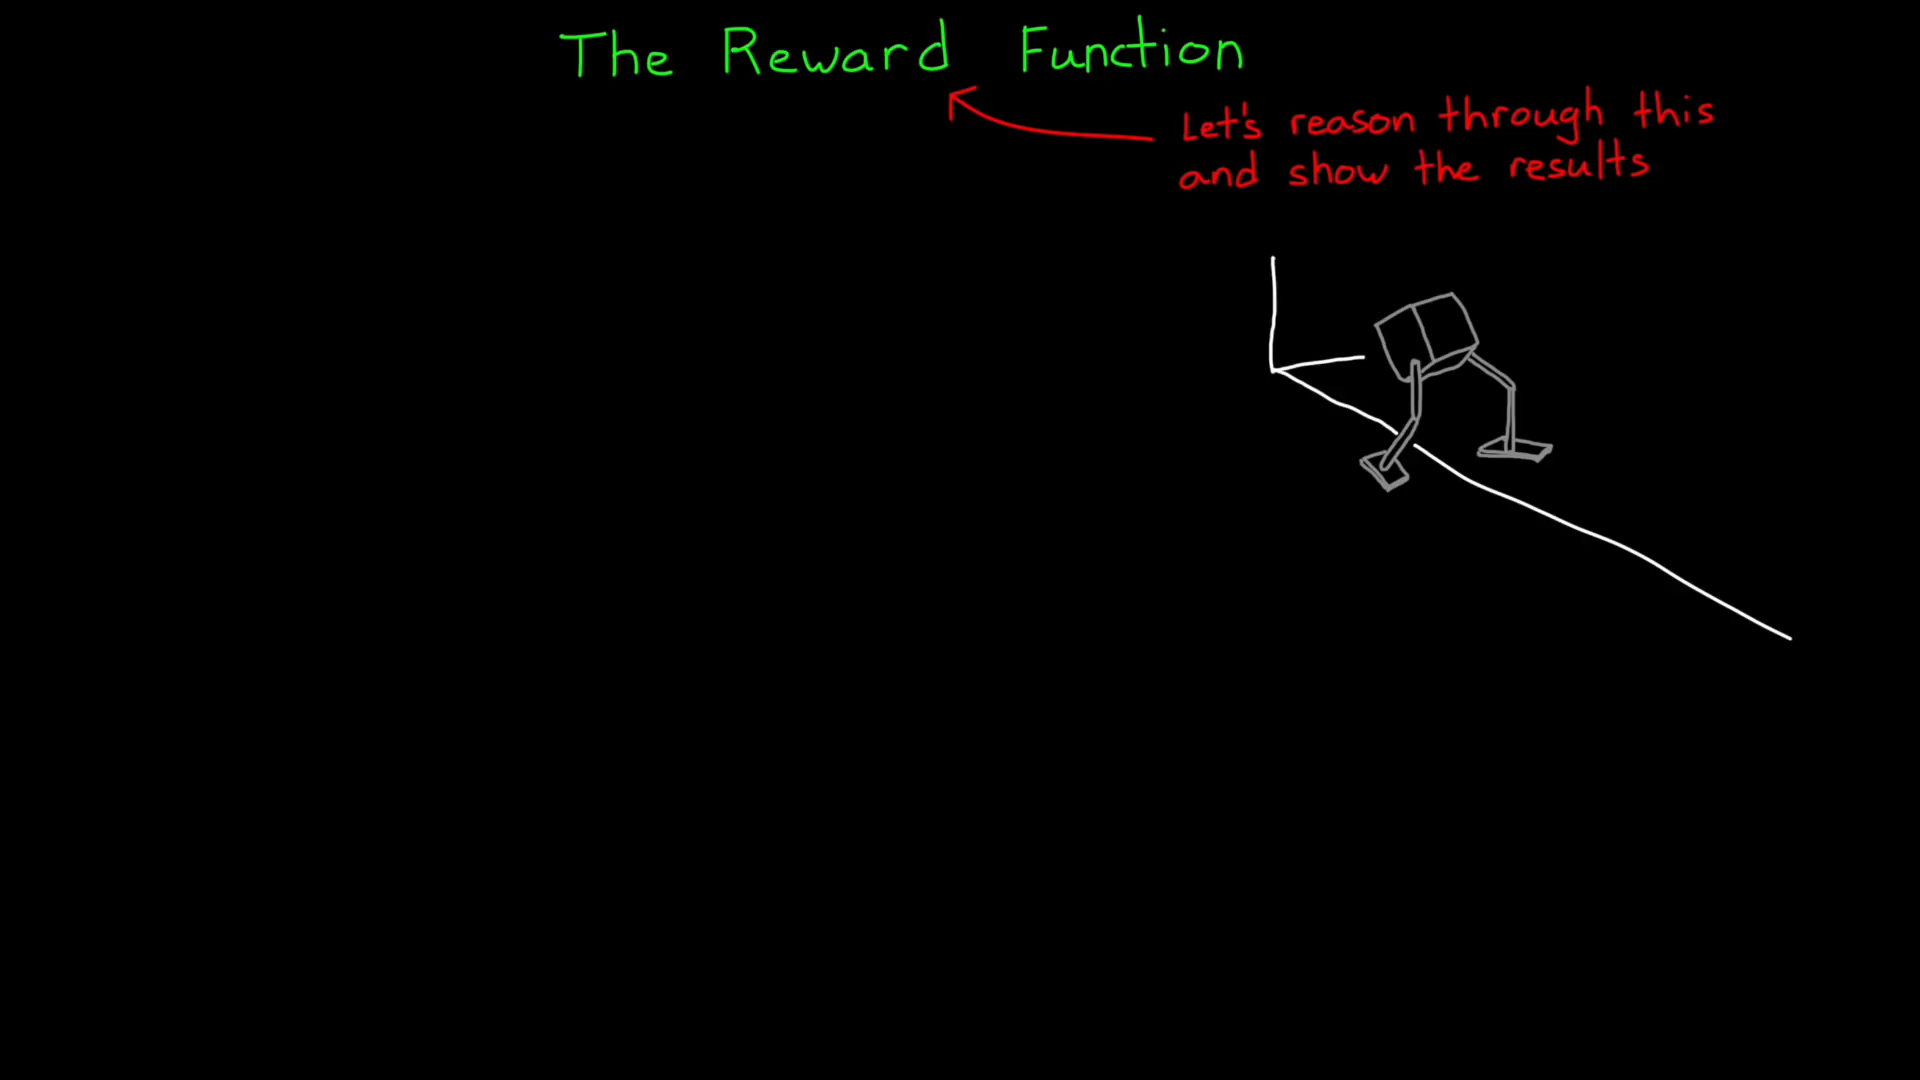 The Reward Function
Let's reason through this
and show the results